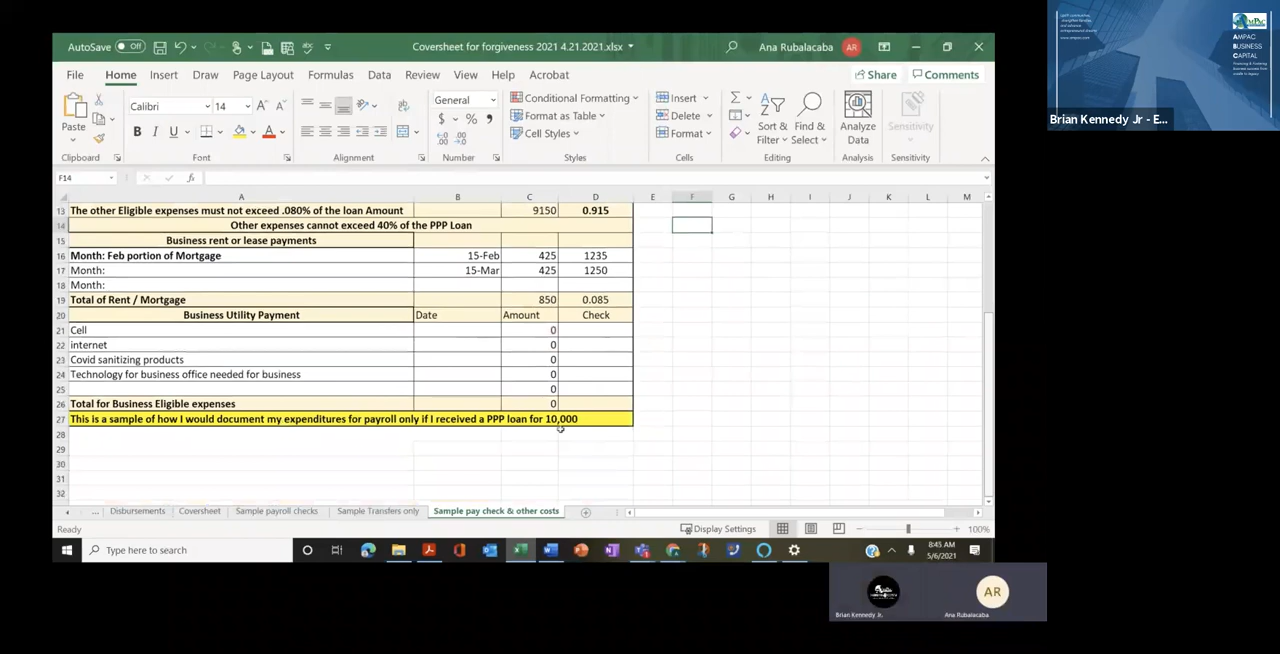 AutoSave Off Coversheet for forgiveness 2021 4.21.2021.xlsx Ana Rubalacaba AR
File Home Insert Draw Page Layout Formulas Data Review View Help Acrobat Share Comments
Calibri 14 General Conditional Formatting Insert
Paste B I U $ % Format as Table Delete Sort & Find & Analyze Sensitivity
Cell Styles Format Filter Select Data
Clipboard Font Alignment Number Styles Cells Editing Analysis Sensitivity
F14 fx
A B C D E F G H I J K L M
13 The other Eligible expenses must not exceed .080% of the loan Amount 9150 0.915
14 Other expenses cannot exceed 40% of the PPP Loan
15 Business rent or lease payments
16 Month: Feb portion of Mortgage 15-Feb 425 1235
17 Month: 15-Mar 425 1250
18 Month:
19 Total of Rent / Mortgage 850 0.085
20 Business Utility Payment Date Amount Check
21 Cell 0
22 internet 0
23 Covid sanitizing products 0
24 Technology for business office needed for business 0
25 0
26 Total for Business Eligible expenses 0
27 This is a sample of how I would document my expenditures for payroll only if I received a PPP loan for 10,000
28
29
30
31
32
... Disbursements Coversheet Sample payroll checks Sample Transfers only Sample pay check & other costs
Ready Display Settings 100%
Type here to search 8:45 AM
5/6/2021
AMPAC
BUSINESS
CAPITAL
Brian Kennedy Jr - E...
AR
Brian Kennedy Jr. Ana Rubalacaba